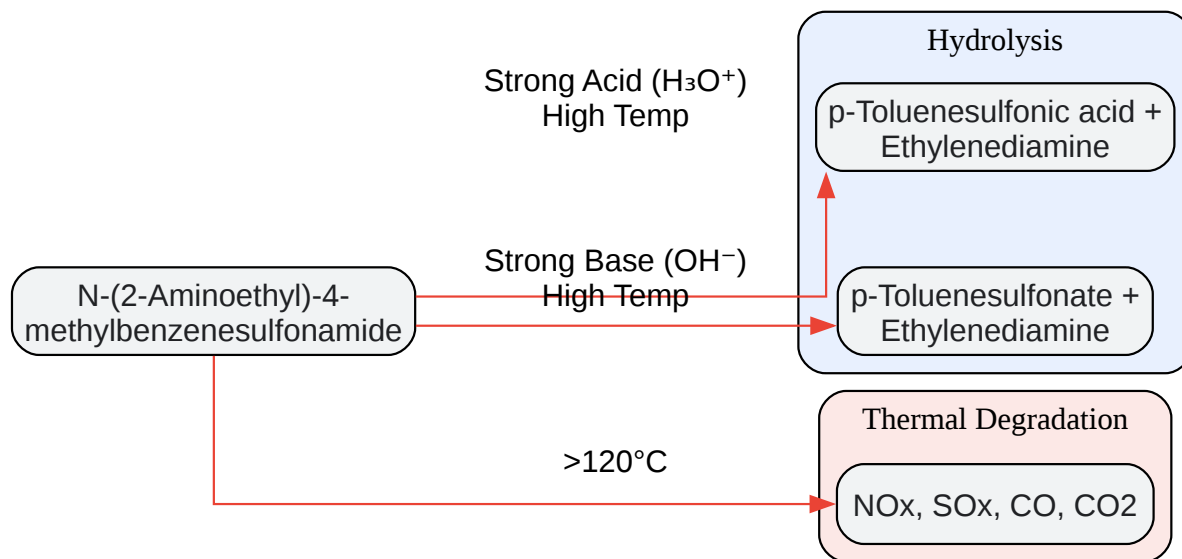 Hydrolysis
Strong Acid (H₃O⁺)
High Temp
p-Toluenesulfonic acid +
Ethylenediamine
Strong Base (OH⁻)
High Temp
N-(2-Aminoethyl)-4-
methylbenzenesulfonamide
p-Toluenesulfonate +
Ethylenediamine
Thermal Degradation
>120°C
NOx, SOx, CO, CO2